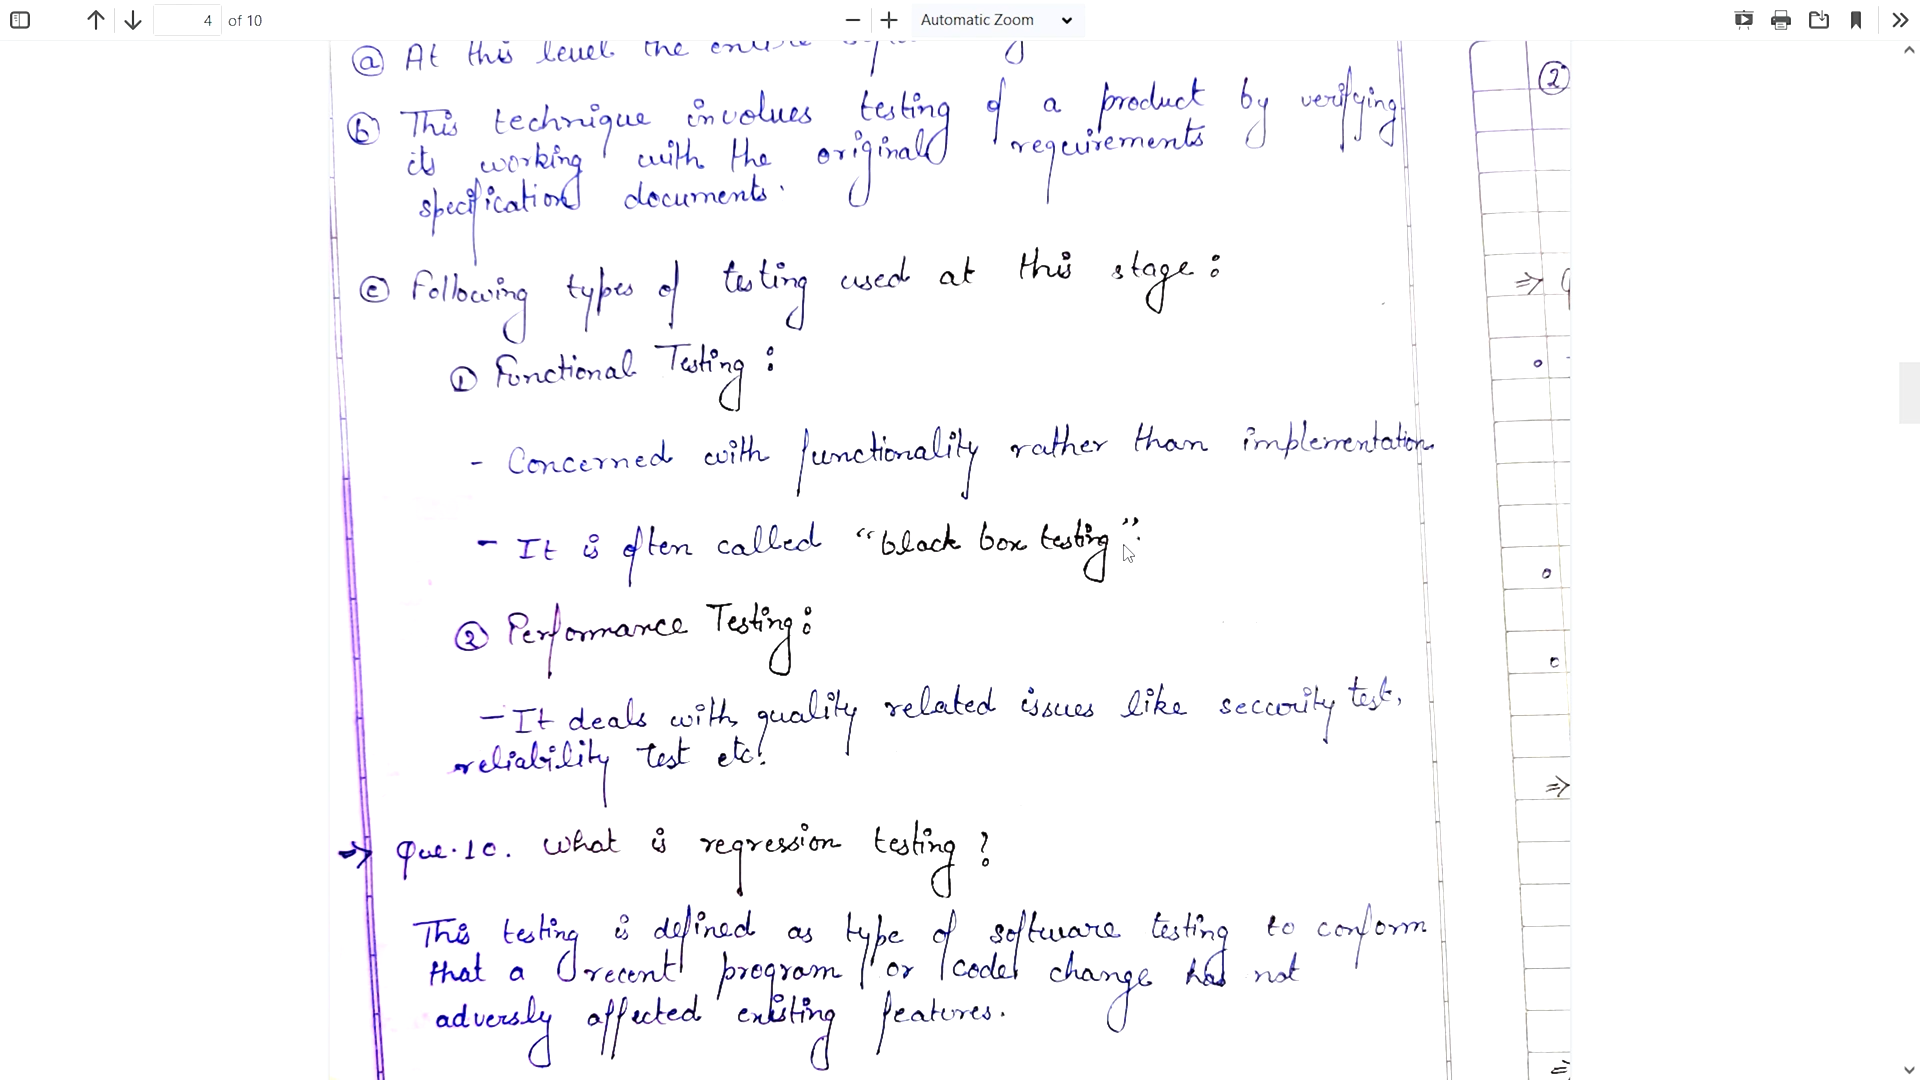 4 of 10
Automatic Zoom
ⓐ At this level the entire
ⓑ This technique involves testing of a product by verifying
its working with the original requirements
specification documents.
ⓒ Following types of testing used at this stage:
① Functional Testing:
- Concerned with functionality rather than implementation
- It is often called "black box testing".
② Performance Testing:
- It deals with quality related issues like seccurity test,
reliability test etc.
→ Que.10. What is regression testing?
This testing is defined as type of software testing to conform
that a recent program or code change has not
adversly affected existing features.
②
⇒
⇒
⇒